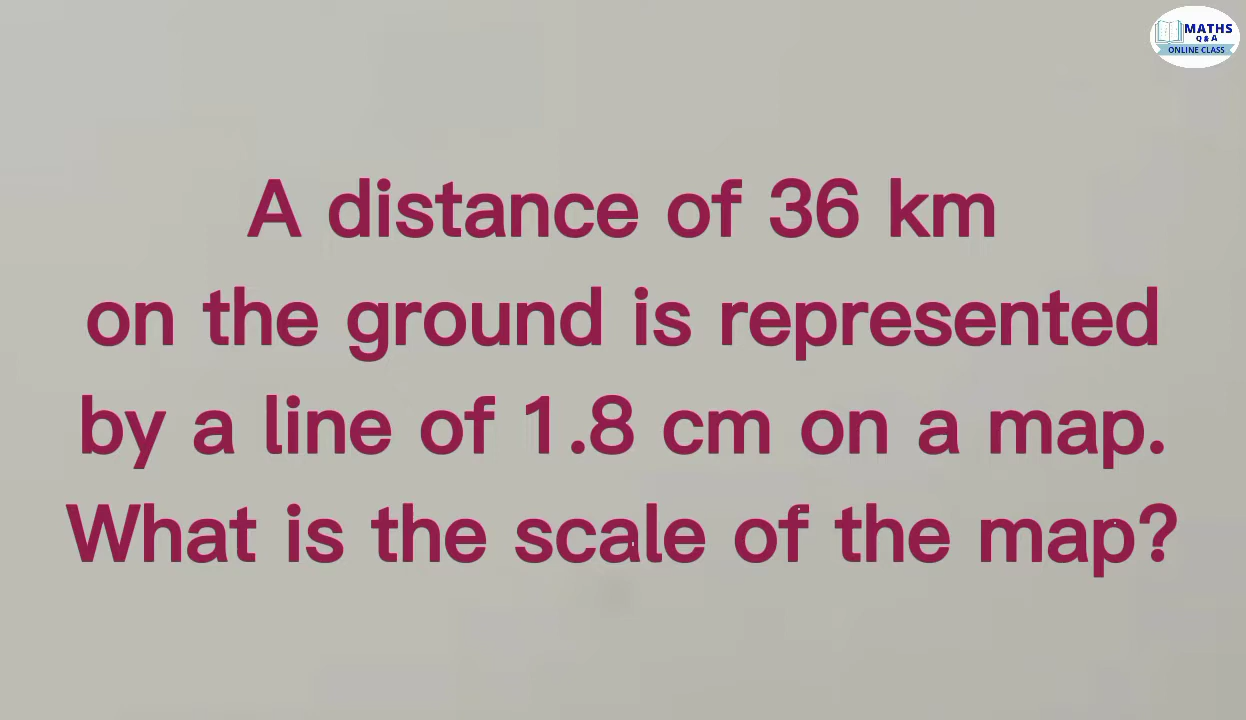 MATHS
Q & A
ONLINE CLASS
A distance of 36 km
on the ground is represented
by a line of 1.8 cm on a map.
What is the scale of the map?